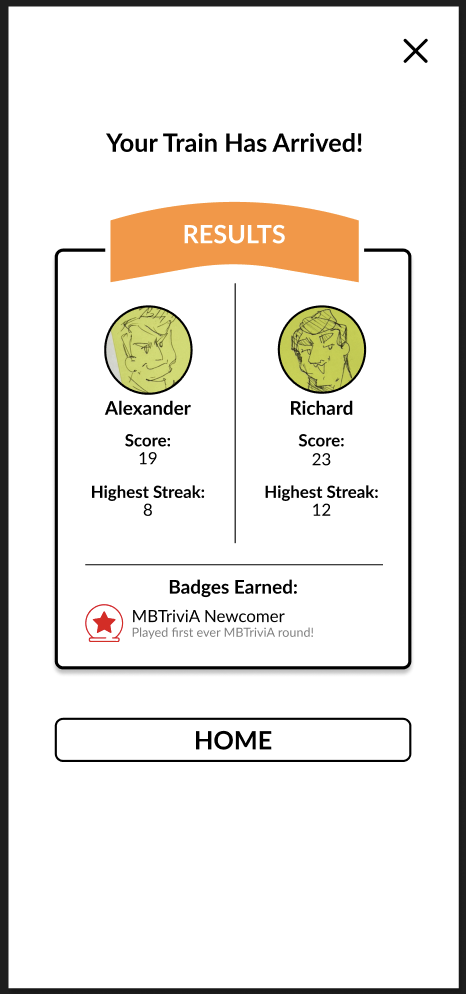 Your Train Has Arrived!
RESULTS
Alexander
Score:
19
Highest Streak:
8
Richard
Score:
23
Highest Streak:
12
Badges Earned:
MBTriviA Newcomer
Played first ever MBTriviA round!
HOME